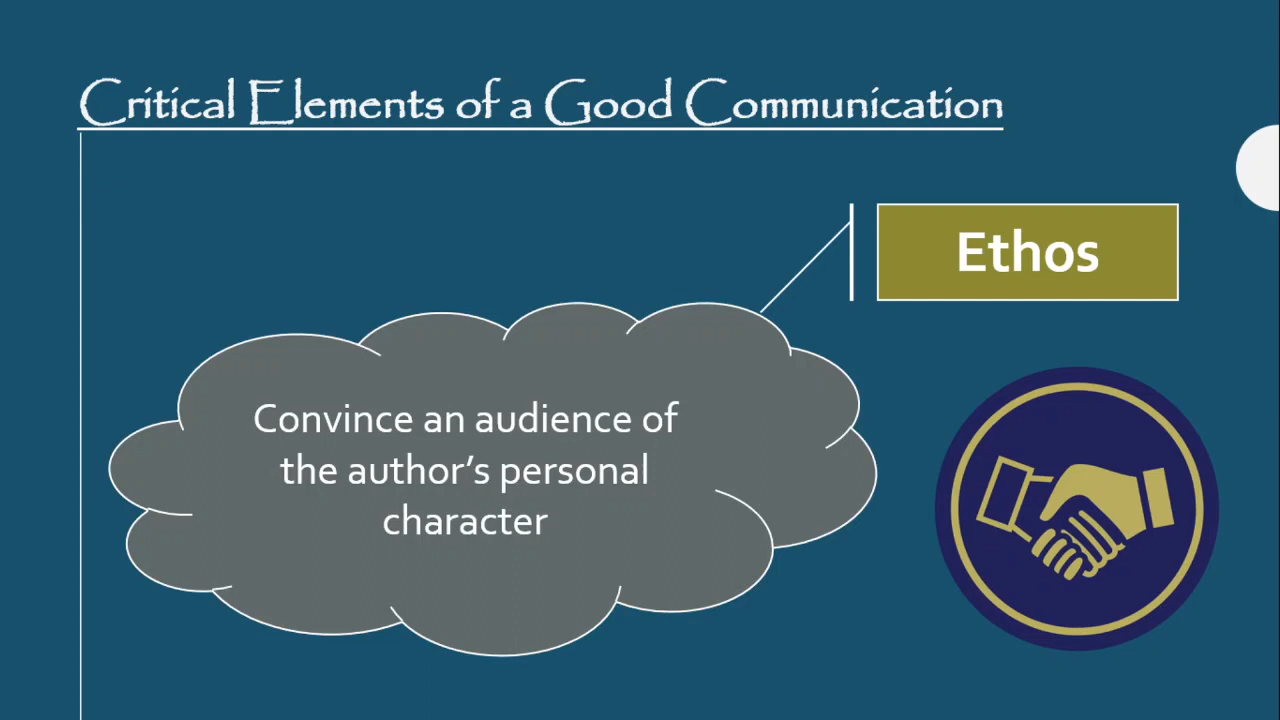 Critical Elements of a Good Communication
Ethos
Convince an audience of
the author’s personal
character